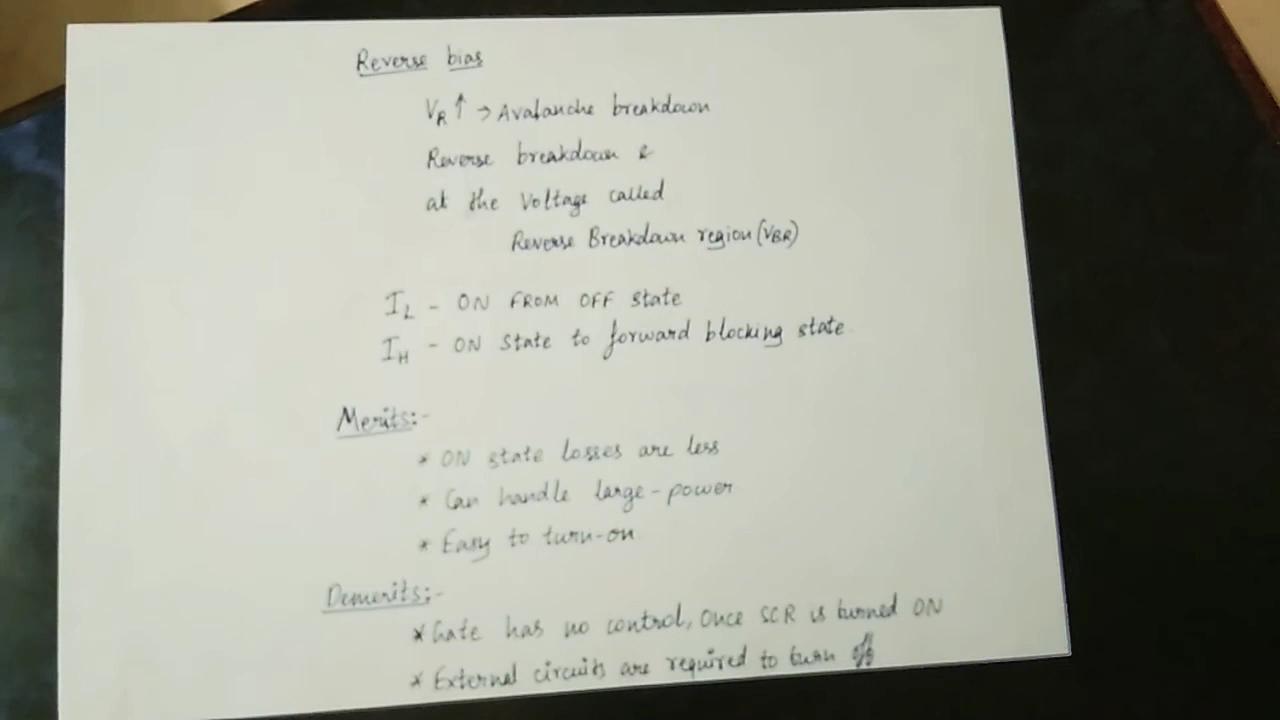 Reverse bias
VR ↑ → Avalanche breakdown
Reverse breakdown &
at the Voltage called
Reverse Breakdown region (VBR)
IL - ON FROM OFF state
IH - ON State to forward blocking state
Merits:-
* ON state losses are less
* Can handle large-power
* Easy to turn-on
Demerits:-
* Gate has no control, Once SCR is turned ON
* External circuits are required to turn off